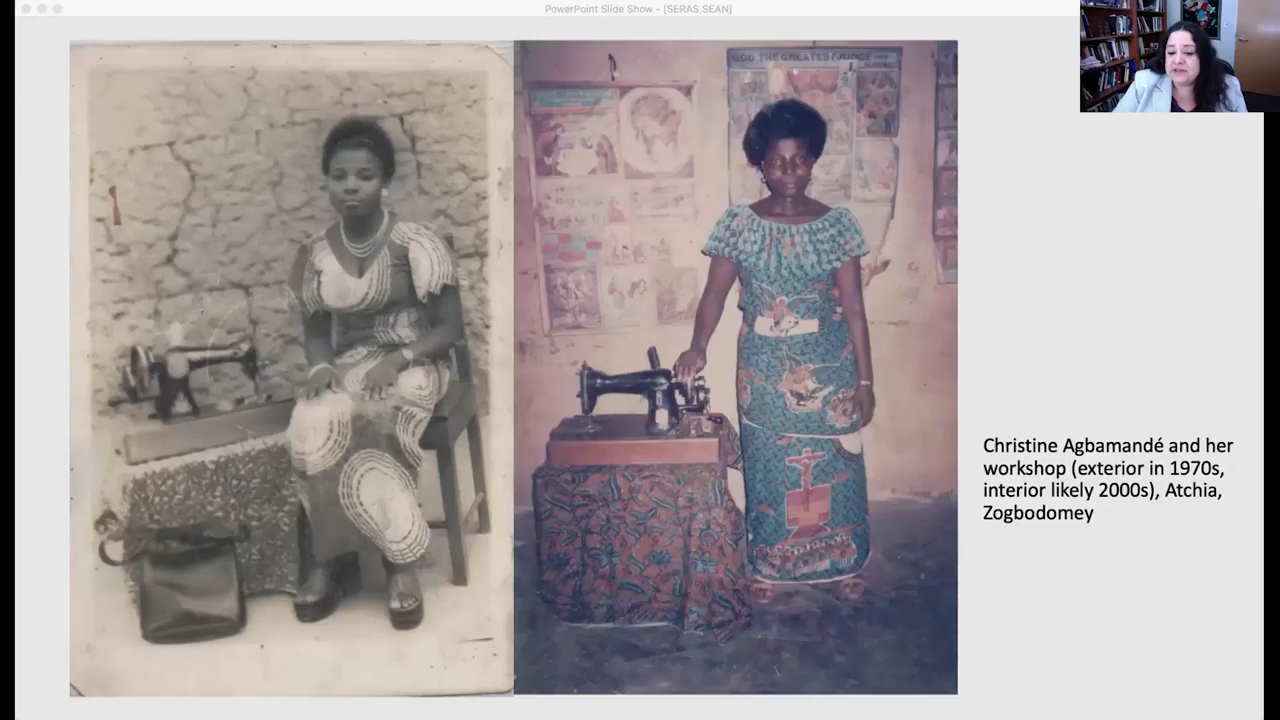 PowerPoint Slide Show - [SERAS,SEAN]
GOD THE GREATEST JUDGE
Christine Agbamandé and her
workshop (exterior in 1970s,
interior likely 2000s), Atchia,
Zogbodomey